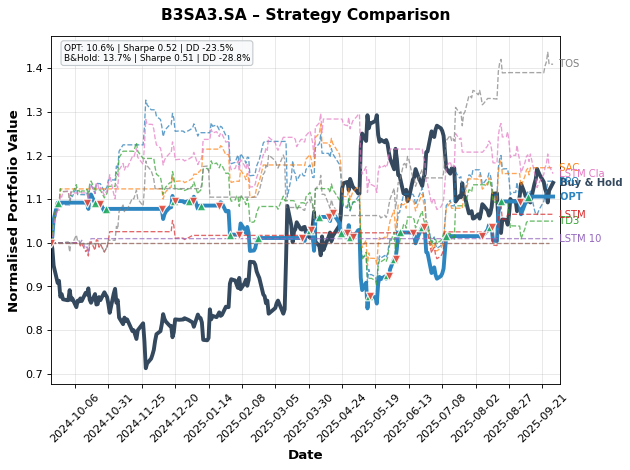 B3SA3.SA – Strategy Comparison
OPT: 10.6% | Sharpe 0.52 | DD -23.5%
B&Hold: 13.7% | Sharpe 0.51 | DD -28.8%
Normalised Portfolio Value
1.4
1.3
1.2
1.1
1.0
0.9
0.8
0.7
TOS
SAC
LSTM Cla
Buy & Hold
OPT
LSTM
TD3
LSTM 10
2024-10-06
2024-10-31
2024-11-25
2024-12-20
2025-01-14
2025-02-08
2025-03-05
2025-03-30
2025-04-24
2025-05-19
2025-06-13
2025-07-08
2025-08-02
2025-08-27
2025-09-21
Date